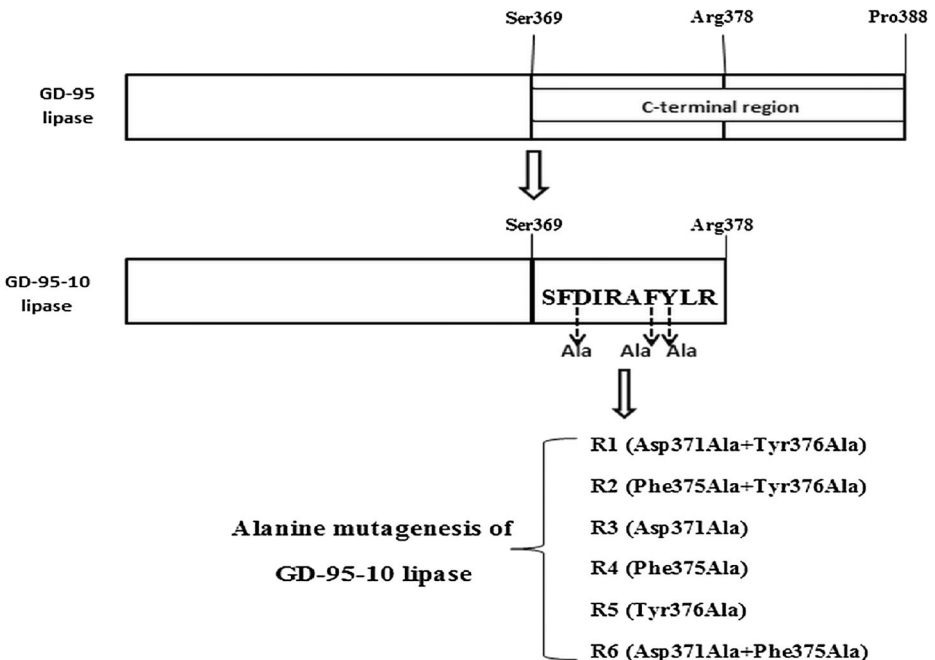 Ser369 Arg378 Pro388
GD-95
lipase
C-terminal region
Ser369 Arg378
GD-95-10
lipase
SFDIRAFYLR
Ala Ala Ala
R1 (Asp371Ala+Tyr376Ala)
R2 (Phe375Ala+Tyr376Ala)
R3 (Asp371Ala)
R4 (Phe375Ala)
R5 (Tyr376Ala)
R6 (Asp371Ala+Phe375Ala)
Alanine mutagenesis of
GD-95-10 lipase